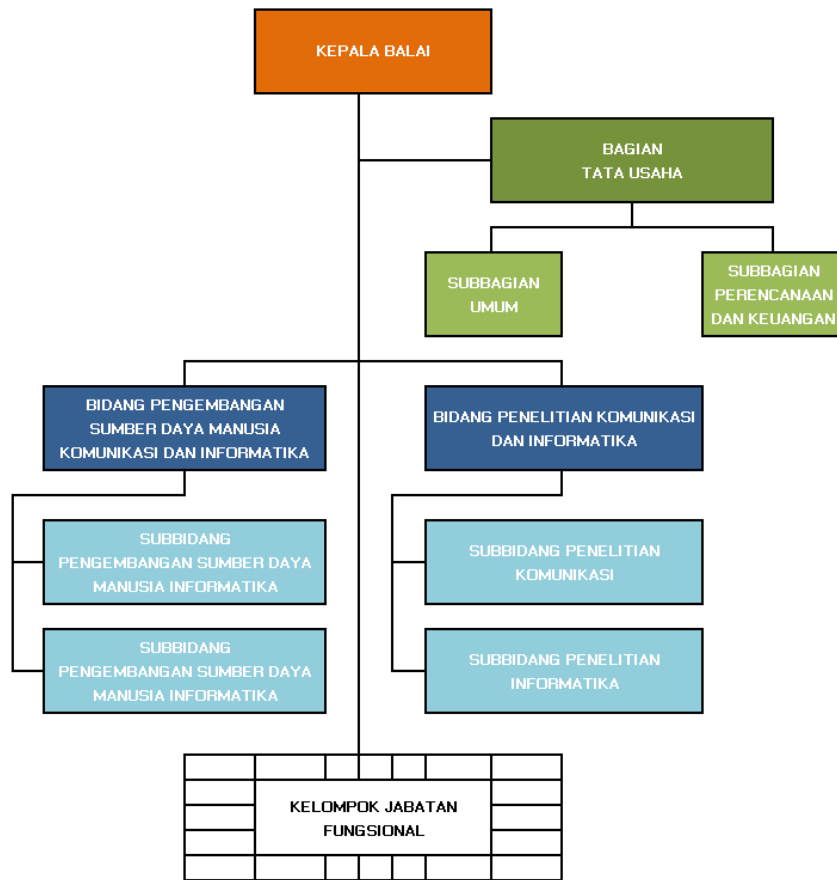 KEPALA BALAI
BAGIAN
TATA USAHA
SUBBAGIAN
UMUM
SUBBAGIAN
PERENCANAAN
DAN KEUANGAN
BIDANG PENGEMBANGAN
SUMBER DAYA MANUSIA
KOMUNIKASI DAN INFORMATIKA
BIDANG PENELITIAN KOMUNIKASI
DAN INFORMATIKA
SUBBIDANG
PENGEMBANGAN SUMBER DAYA
MANUSIA INFORMATIKA
SUBBIDANG PENELITIAN
KOMUNIKASI
SUBBIDANG
PENGEMBANGAN SUMBER DAYA
MANUSIA INFORMATIKA
SUBBIDANG PENELITIAN
INFORMATIKA
KELOMPOK JABATAN
FUNGSIONAL